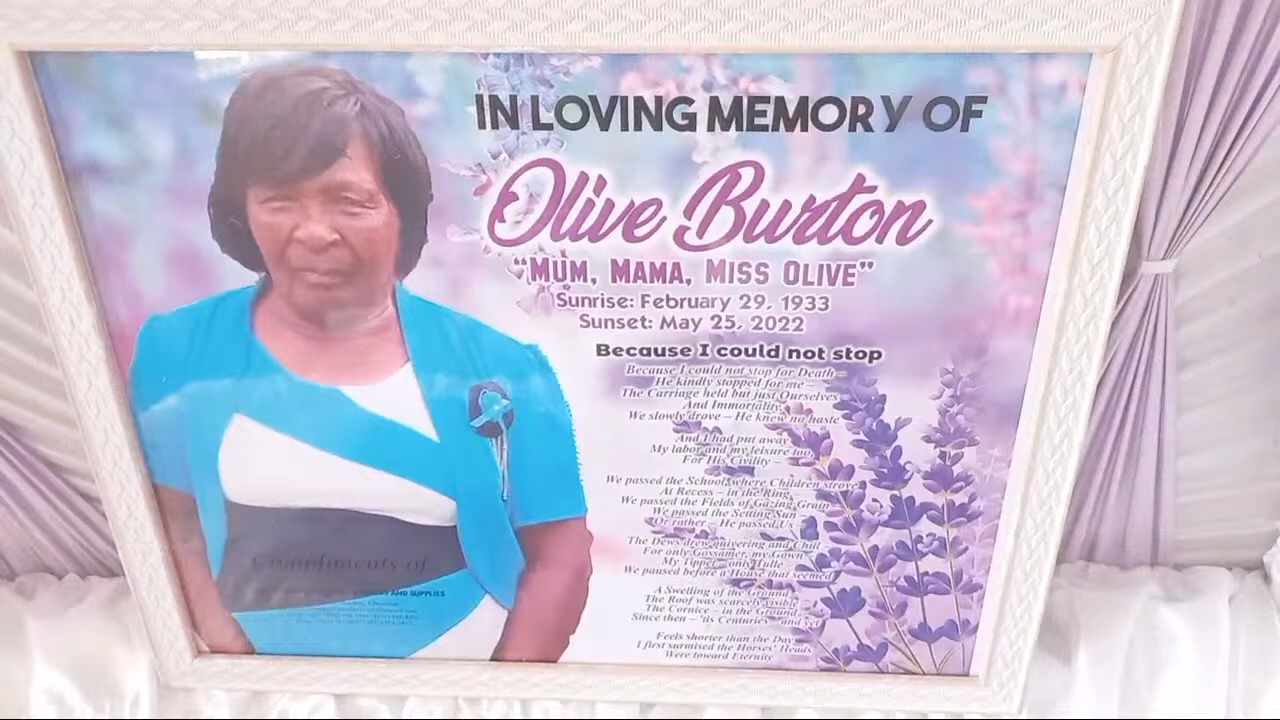 IN LOVING MEMORY OF
Olive Burton
"MUM, MAMA, MISS OLIVE"
Sunrise: February 29, 1933
Sunset: May 25, 2022
Because I could not stop
Because I could not stop for Death –
He kindly stopped for me –
The Carriage held but just Ourselves
And Immortality.
We slowly drove – He knew no haste
And I had put away
My labor and my leisure too,
For His Civility –
We passed the School, where Children strove
At Recess – in the Ring
We passed the Fields of Gazing Grain
We passed the Setting Sun
Or rather – He passed Us
The Dews drew quivering and Chill
For only Gossamer, my Gown
My Tippet – only Tulle
We paused before a House that seemed
A Swelling of the Ground
The Roof was scarcely visible
The Cornice – in the Ground
Since then – 'tis Centuries – and yet
Feels shorter than the Day
I first surmised the Horses' Heads
Were toward Eternity
Compliments of
AND SUPPLIES